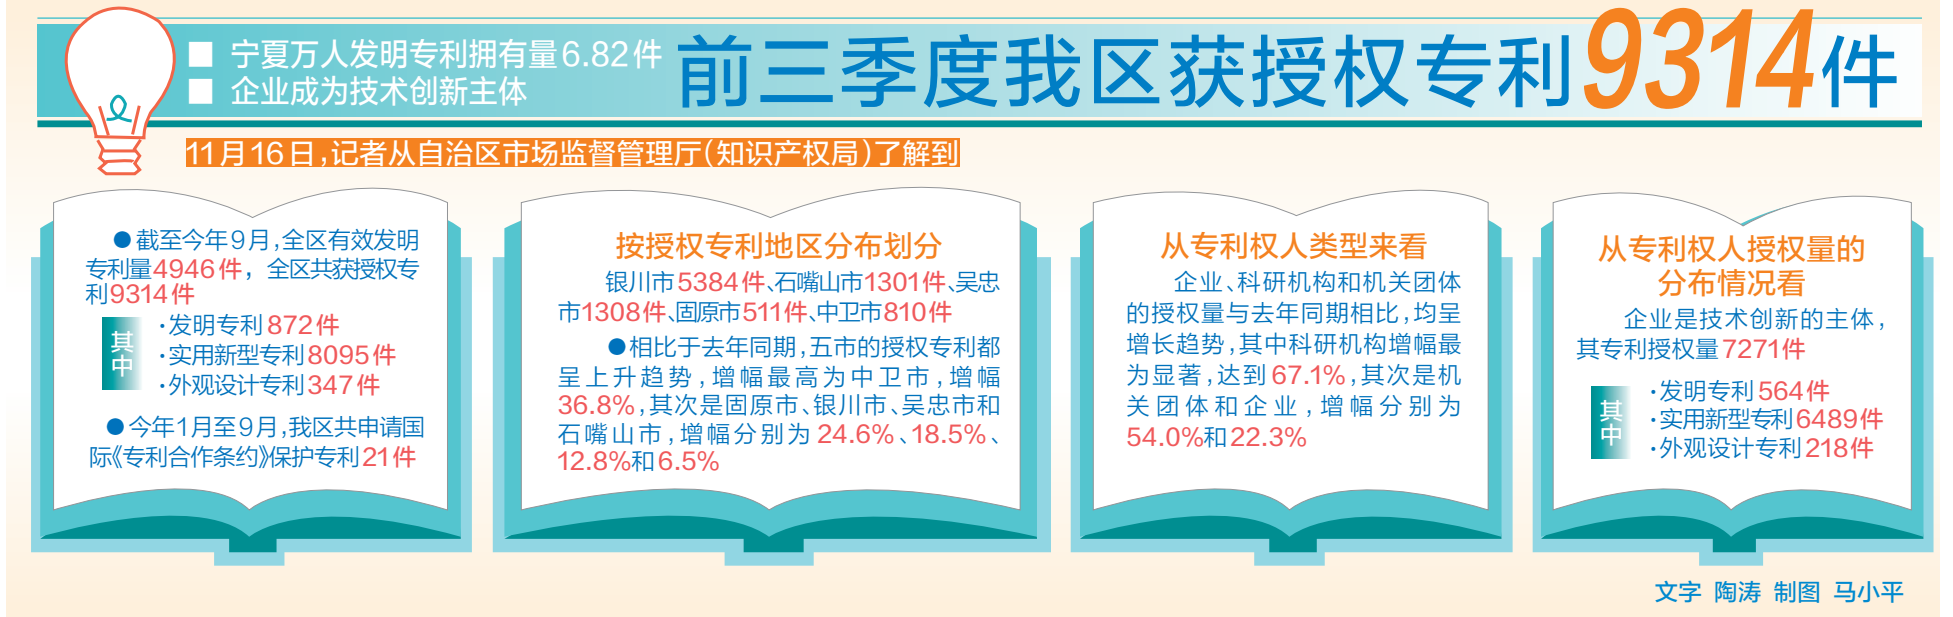 ■ 宁夏万人发明专利拥有量6.82件
■ 企业成为技术创新主体
前三季度我区获授权专利9314件
11月16日,记者从自治区市场监督管理厅(知识产权局)了解到
●截至今年9月,全区有效发明
专利量4946件，全区共获授权专
利9314件
其中
·发明专利872件
·实用新型专利8095件
·外观设计专利347件
●今年1月至9月,我区共申请国
际《专利合作条约》保护专利21件
按授权专利地区分布划分
银川市5384件、石嘴山市1301件、吴忠
市1308件、固原市511件、中卫市810件
●相比于去年同期,五市的授权专利都
呈上升趋势,增幅最高为中卫市,增幅
36.8%,其次是固原市、银川市、吴忠市和
石嘴山市,增幅分别为24.6%、18.5%、
12.8%和6.5%
从专利权人类型来看
企业、科研机构和机关团体
的授权量与去年同期相比,均呈
增长趋势,其中科研机构增幅最
为显著,达到67.1%,其次是机
关团体和企业,增幅分别为
54.0%和22.3%
从专利权人授权量的
分布情况看
企业是技术创新的主体,
其专利授权量7271件
其中
·发明专利564件
·实用新型专利6489件
·外观设计专利218件
文字 陶涛 制图 马小平